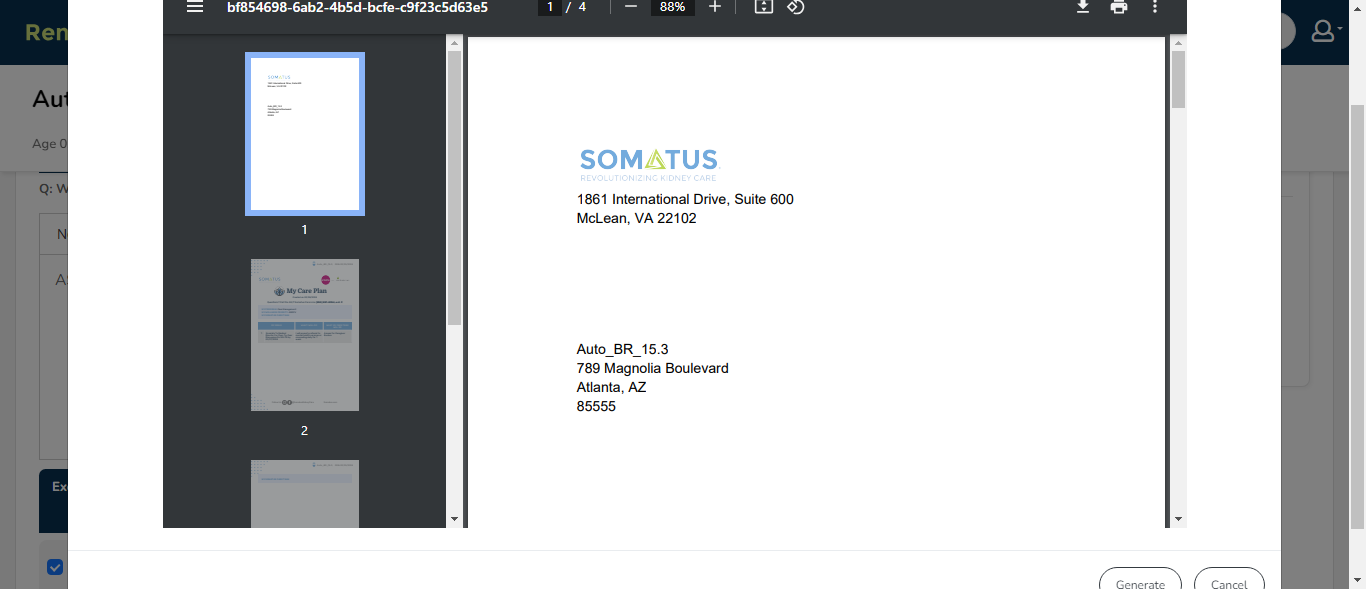 bf854698-6ab2-4b5d-bcfe-c9f23c5d63e5
1 / 4
88%
Ren
Aut
Age 0
Q: W
N
A
Exc
1
My Care Plan
2
SOMATUS
REVOLUTIONIZING KIDNEY CARE
1861 International Drive, Suite 600
McLean, VA 22102
Auto_BR_15.3
789 Magnolia Boulevard
Atlanta, AZ
85555
Generate
Cancel